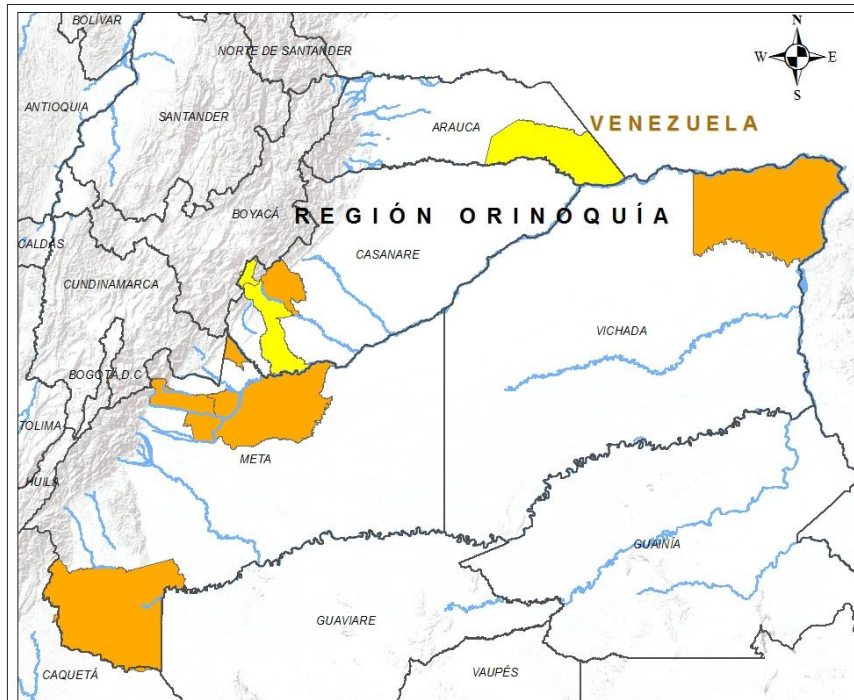 BOLÍVAR
N
NORTE DE SANTANDER
W
E
S
ANTIOQUIA
SANTANDER
ARAUCA
VENEZUELA
BOYACÁ
REGIÓN ORINOQUÍA
CALDAS
CASANARE
CUNDINAMARCA
VICHADA
BOGOTÁ,D.C
TOLIMA
META
HUILA
GUAINÍA
GUAVIARE
CAQUETÁ
VAUPÉS